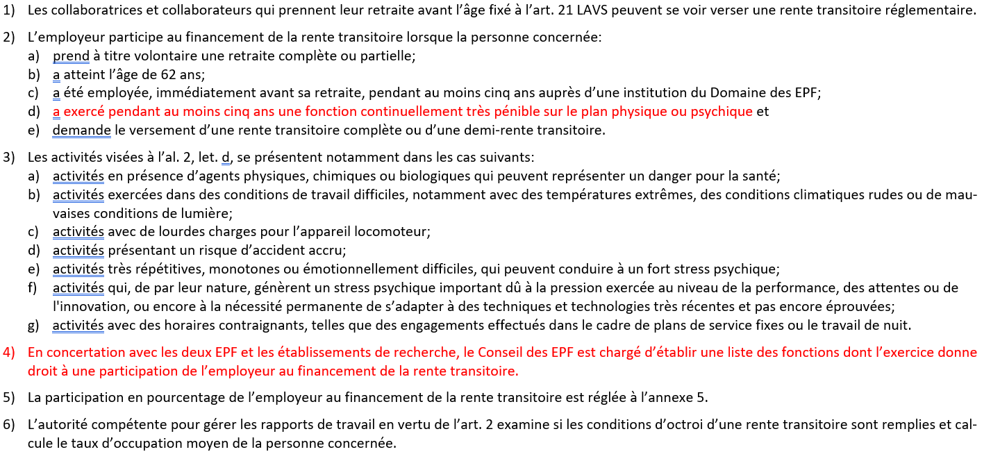 1) Les collaboratrices et collaborateurs qui prennent leur retraite avant l’âge fixé à l’art. 21 LAVS peuvent se voir verser une rente transitoire réglementaire.
2) L’employeur participe au financement de la rente transitoire lorsque la personne concernée:
a) prend à titre volontaire une retraite complète ou partielle;
b) a atteint l’âge de 62 ans;
c) a été employée, immédiatement avant sa retraite, pendant au moins cinq ans auprès d’une institution du Domaine des EPF;
d) a exercé pendant au moins cinq ans une fonction continuellement très pénible sur le plan physique ou psychique et
e) demande le versement d’une rente transitoire complète ou d’une demi-rente transitoire.
3) Les activités visées à l’al. 2, let. d, se présentent notamment dans les cas suivants:
a) activités en présence d’agents physiques, chimiques ou biologiques qui peuvent représenter un danger pour la santé;
b) activités exercées dans des conditions de travail difficiles, notamment avec des températures extrêmes, des conditions climatiques rudes ou de mau-
vaises conditions de lumière;
c) activités avec de lourdes charges pour l’appareil locomoteur;
d) activités présentant un risque d’accident accru;
e) activités très répétitives, monotones ou émotionnellement difficiles, qui peuvent conduire à un fort stress psychique;
f) activités qui, de par leur nature, génèrent un stress psychique important dû à la pression exercée au niveau de la performance, des attentes ou de
l'innovation, ou encore à la nécessité permanente de s’adapter à des techniques et technologies très récentes et pas encore éprouvées;
g) activités avec des horaires contraignants, telles que des engagements effectués dans le cadre de plans de service fixes ou le travail de nuit.
4) En concertation avec les deux EPF et les établissements de recherche, le Conseil des EPF est chargé d’établir une liste des fonctions dont l’exercice donne
droit à une participation de l’employeur au financement de la rente transitoire.
5) La participation en pourcentage de l’employeur au financement de la rente transitoire est réglée à l’annexe 5.
6) L’autorité compétente pour gérer les rapports de travail en vertu de l’art. 2 examine si les conditions d’octroi d’une rente transitoire sont remplies et cal-
cule le taux d’occupation moyen de la personne concernée.